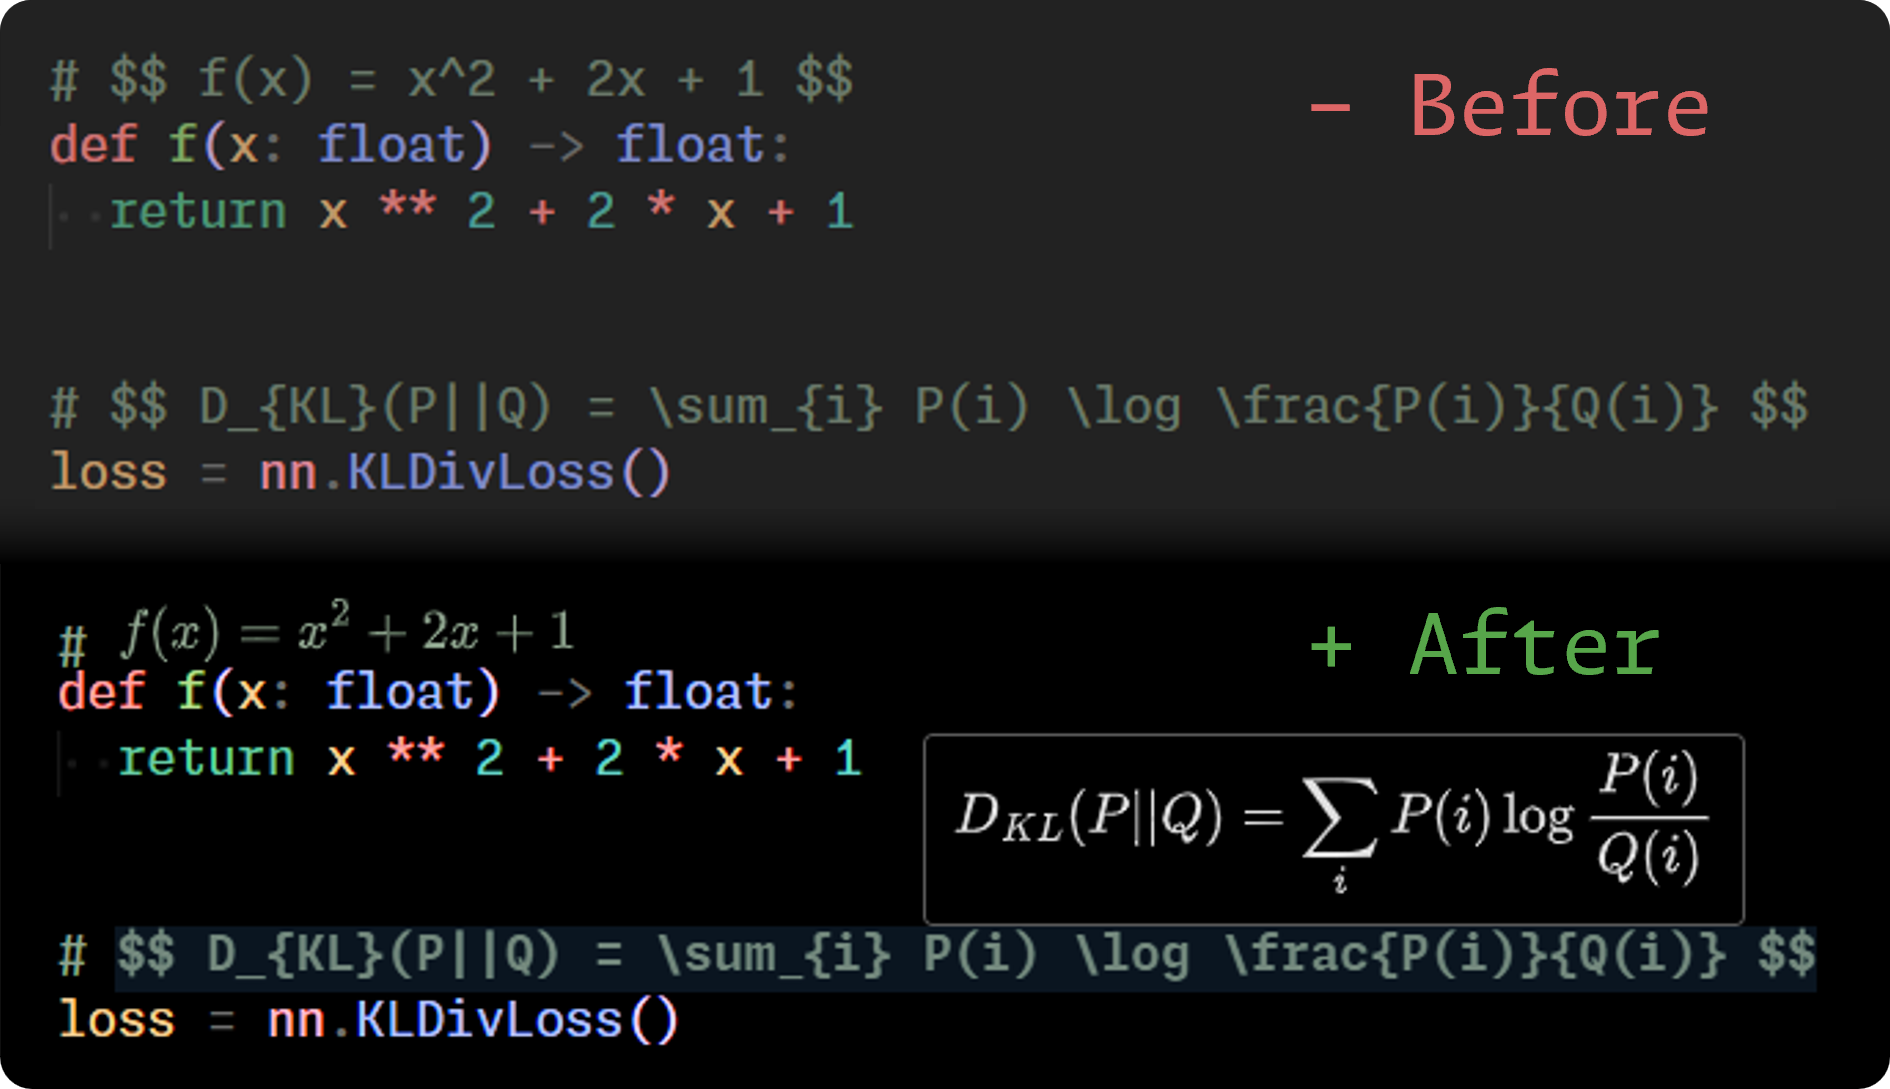 # $$ f(x) = x^2 + 2x + 1 $$
- Before
def f(x: float) -> float:
··return x ** 2 + 2 * x + 1
# $$ D_{KL}(P||Q) = \sum_{i} P(i) \log \frac{P(i)}{Q(i)} $$
loss = nn.KLDivLoss()
# f(x) = x² + 2x + 1
+ After
def f(x: float) -> float:
··return x ** 2 + 2 * x + 1
D_{KL}(P||Q) = \sum_{i} P(i) \log \frac{P(i)}{Q(i)}
# $$ D_{KL}(P||Q) = \sum_{i} P(i) \log \frac{P(i)}{Q(i)} $$
loss = nn.KLDivLoss()